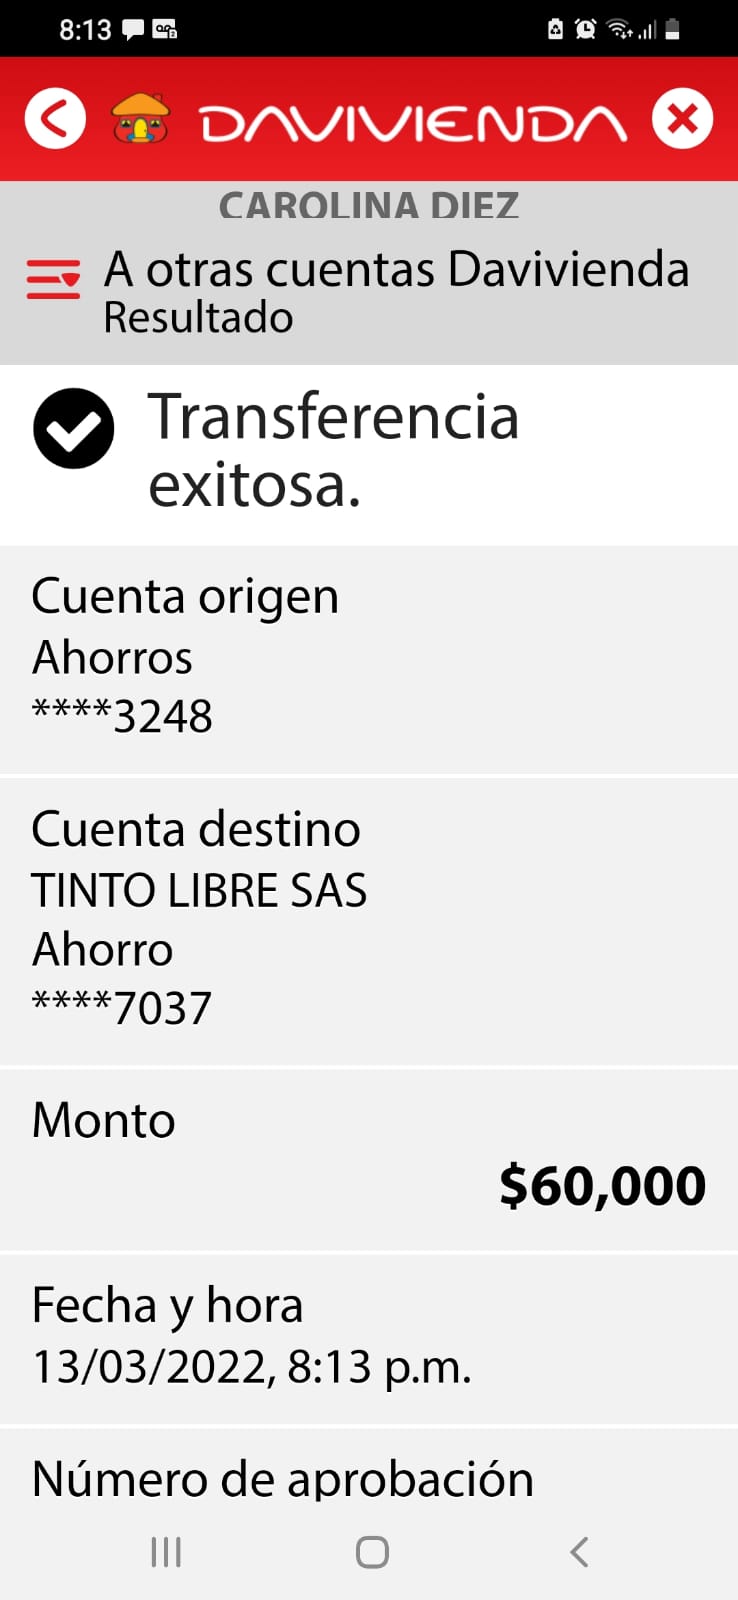 8:13
DAVIVIENDA
CAROLINA DIEZ
A otras cuentas Davivienda
Resultado
Transferencia
exitosa.
Cuenta origen
Ahorros
****3248
Cuenta destino
TINTO LIBRE SAS
Ahorro
****7037
Monto
$60,000
Fecha y hora
13/03/2022, 8:13 p.m.
Número de aprobación